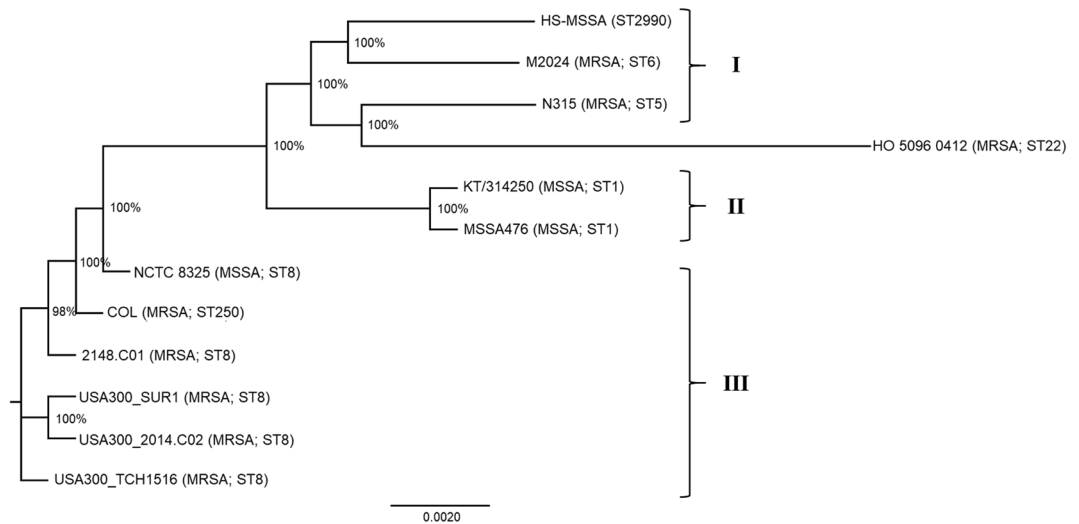 HS-MSSA (ST2990)
100%
M2024 (MRSA; ST6)
I
100%
N315 (MRSA; ST5)
100%
100%
HO 5096 0412 (MRSA; ST22)
KT/314250 (MSSA; ST1)
100%
II
100%
MSSA476 (MSSA; ST1)
100%
NCTC 8325 (MSSA; ST8)
98%
COL (MRSA; ST250)
2148.C01 (MRSA; ST8)
III
USA300_SUR1 (MRSA; ST8)
100%
USA300_2014.C02 (MRSA; ST8)
USA300_TCH1516 (MRSA; ST8)
0.0020